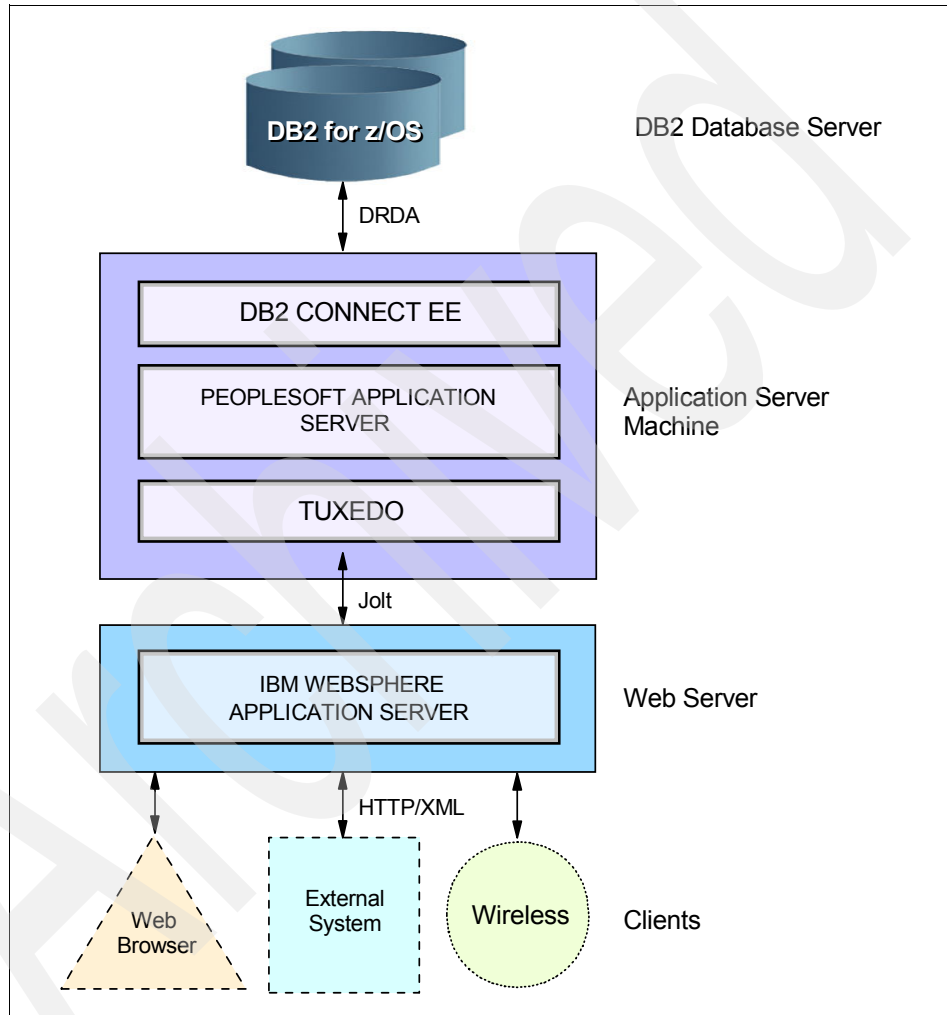 DB2 for z/OS
DB2 Database Server
DRDA
DB2 CONNECT EE
PEOPLESOFT APPLICATION
SERVER
Application Server
Machine
TUXEDO
Jolt
IBM WEBSPHERE
APPLICATION SERVER
Web Server
HTTP/XML
Web
Browser
External
System
Wireless
Clients
Archived